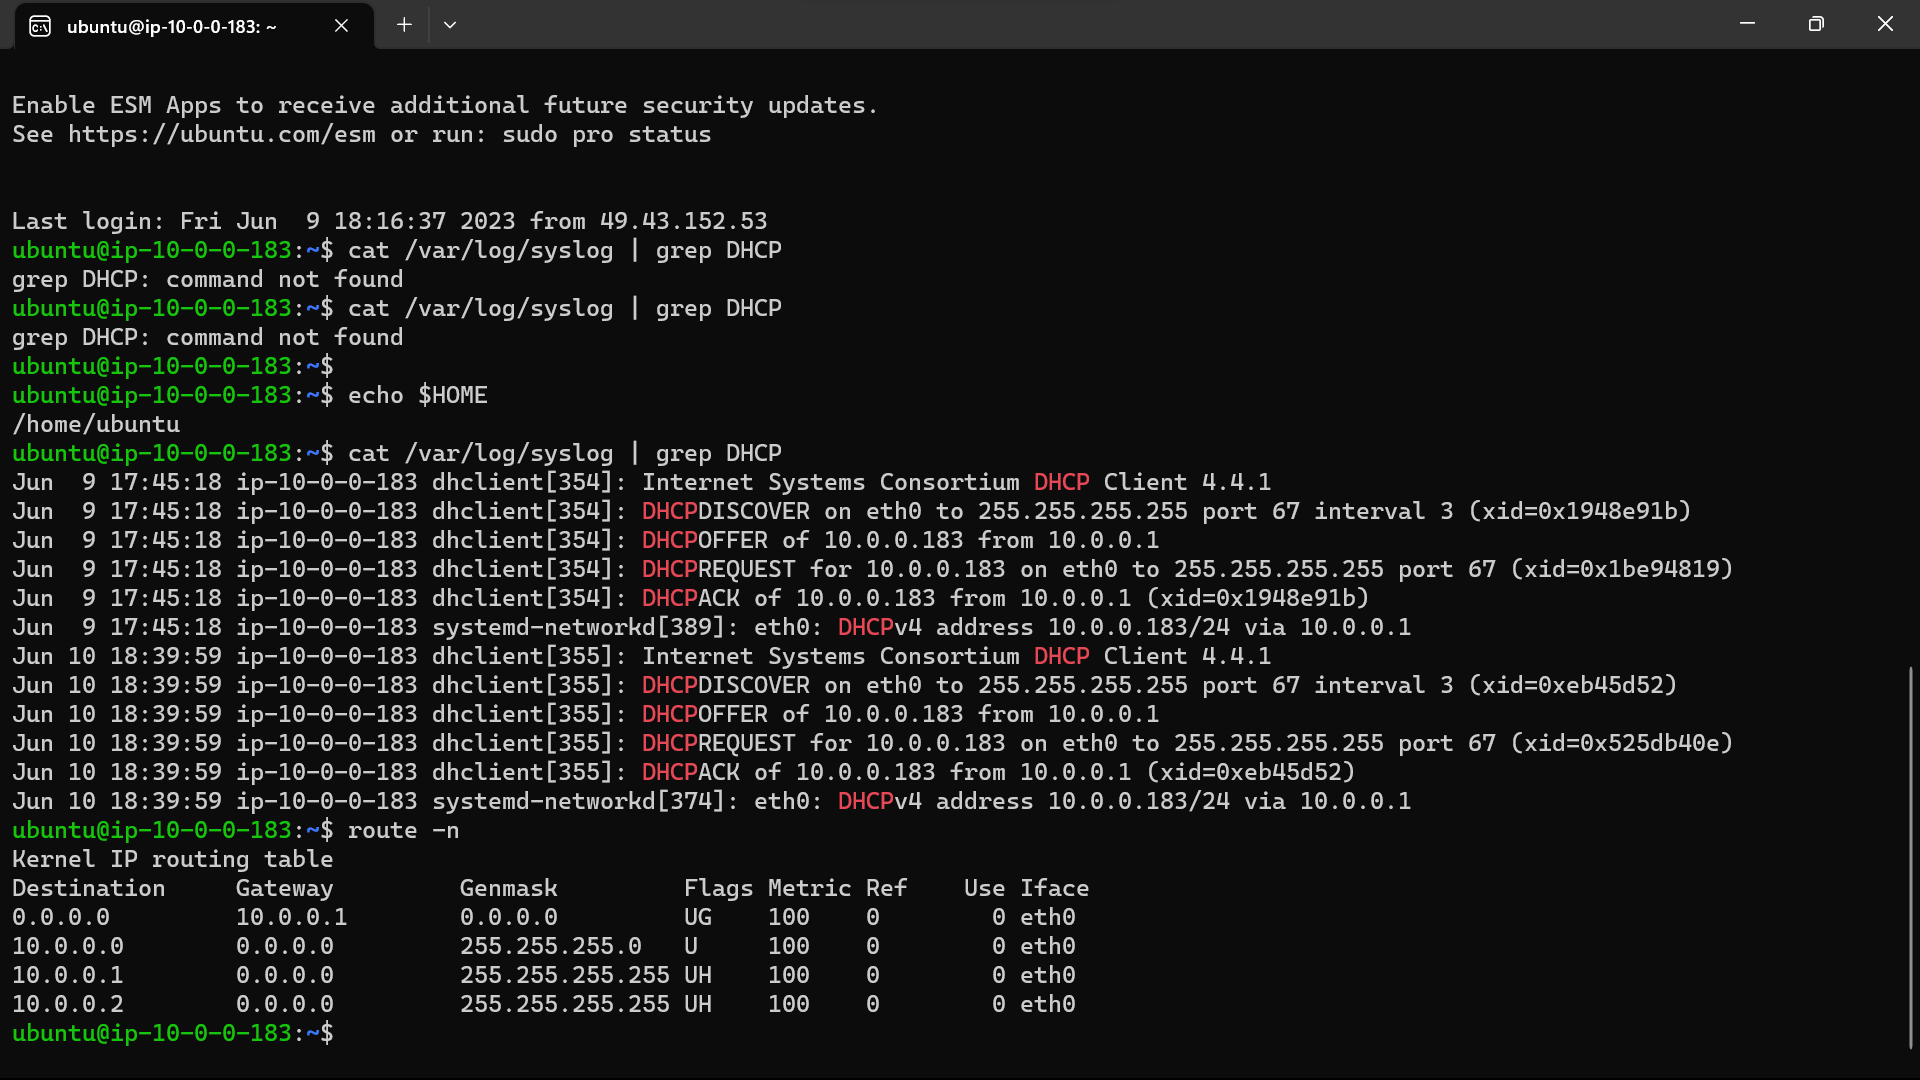 ubuntu@ip-10-0-0-183: ~
Enable ESM Apps to receive additional future security updates.
See https://ubuntu.com/esm or run: sudo pro status
Last login: Fri Jun  9 18:16:37 2023 from 49.43.152.53
ubuntu@ip-10-0-0-183:~$ cat /var/log/syslog | grep DHCP
grep DHCP: command not found
ubuntu@ip-10-0-0-183:~$ cat /var/log/syslog | grep DHCP
grep DHCP: command not found
ubuntu@ip-10-0-0-183:~$
ubuntu@ip-10-0-0-183:~$ echo $HOME
/home/ubuntu
ubuntu@ip-10-0-0-183:~$ cat /var/log/syslog | grep DHCP
Jun  9 17:45:18 ip-10-0-0-183 dhclient[354]: Internet Systems Consortium DHCP Client 4.4.1
Jun  9 17:45:18 ip-10-0-0-183 dhclient[354]: DHCPDISCOVER on eth0 to 255.255.255.255 port 67 interval 3 (xid=0x1948e91b)
Jun  9 17:45:18 ip-10-0-0-183 dhclient[354]: DHCPOFFER of 10.0.0.183 from 10.0.0.1
Jun  9 17:45:18 ip-10-0-0-183 dhclient[354]: DHCPREQUEST for 10.0.0.183 on eth0 to 255.255.255.255 port 67 (xid=0x1be94819)
Jun  9 17:45:18 ip-10-0-0-183 dhclient[354]: DHCPACK of 10.0.0.183 from 10.0.0.1 (xid=0x1948e91b)
Jun  9 17:45:18 ip-10-0-0-183 systemd-networkd[389]: eth0: DHCPv4 address 10.0.0.183/24 via 10.0.0.1
Jun 10 18:39:59 ip-10-0-0-183 dhclient[355]: Internet Systems Consortium DHCP Client 4.4.1
Jun 10 18:39:59 ip-10-0-0-183 dhclient[355]: DHCPDISCOVER on eth0 to 255.255.255.255 port 67 interval 3 (xid=0xeb45d52)
Jun 10 18:39:59 ip-10-0-0-183 dhclient[355]: DHCPOFFER of 10.0.0.183 from 10.0.0.1
Jun 10 18:39:59 ip-10-0-0-183 dhclient[355]: DHCPREQUEST for 10.0.0.183 on eth0 to 255.255.255.255 port 67 (xid=0x525db40e)
Jun 10 18:39:59 ip-10-0-0-183 dhclient[355]: DHCPACK of 10.0.0.183 from 10.0.0.1 (xid=0xeb45d52)
Jun 10 18:39:59 ip-10-0-0-183 systemd-networkd[374]: eth0: DHCPv4 address 10.0.0.183/24 via 10.0.0.1
ubuntu@ip-10-0-0-183:~$ route -n
Kernel IP routing table
Destination     Gateway         Genmask         Flags Metric Ref    Use Iface
0.0.0.0         10.0.0.1        0.0.0.0         UG    100    0        0 eth0
10.0.0.0        0.0.0.0         255.255.255.0   U     100    0        0 eth0
10.0.0.1        0.0.0.0         255.255.255.255 UH    100    0        0 eth0
10.0.0.2        0.0.0.0         255.255.255.255 UH    100    0        0 eth0
ubuntu@ip-10-0-0-183:~$